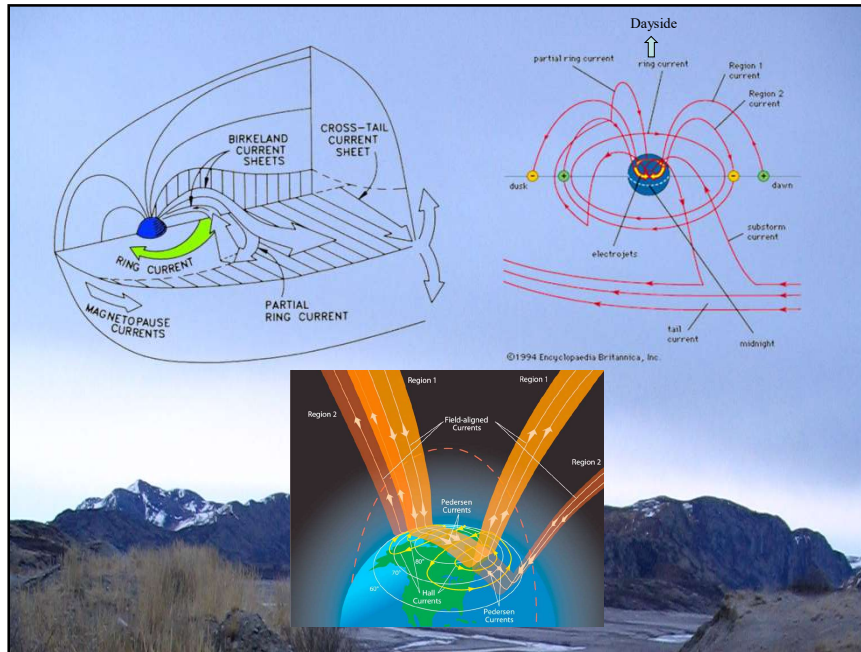 BIRKELAND
CURRENT
SHEETS
CROSS-TAIL
CURRENT
SHEET
RING CURRENT
PARTIAL
RING CURRENT
MAGNETOPAUSE
CURRENTS
Dayside
partial ring current
ring current
Region 1
current
Region 2
current
dusk
−
+
−
+
dawn
electrojets
substorm
current
tail
current
midnight
©1994 Encyclopaedia Britannica, Inc.
Region 1
Region 1
Region 2
Field-aligned
Currents
Region 2
Pedersen
Currents
80°
70°
60°
Hall
Currents
Pedersen
Currents